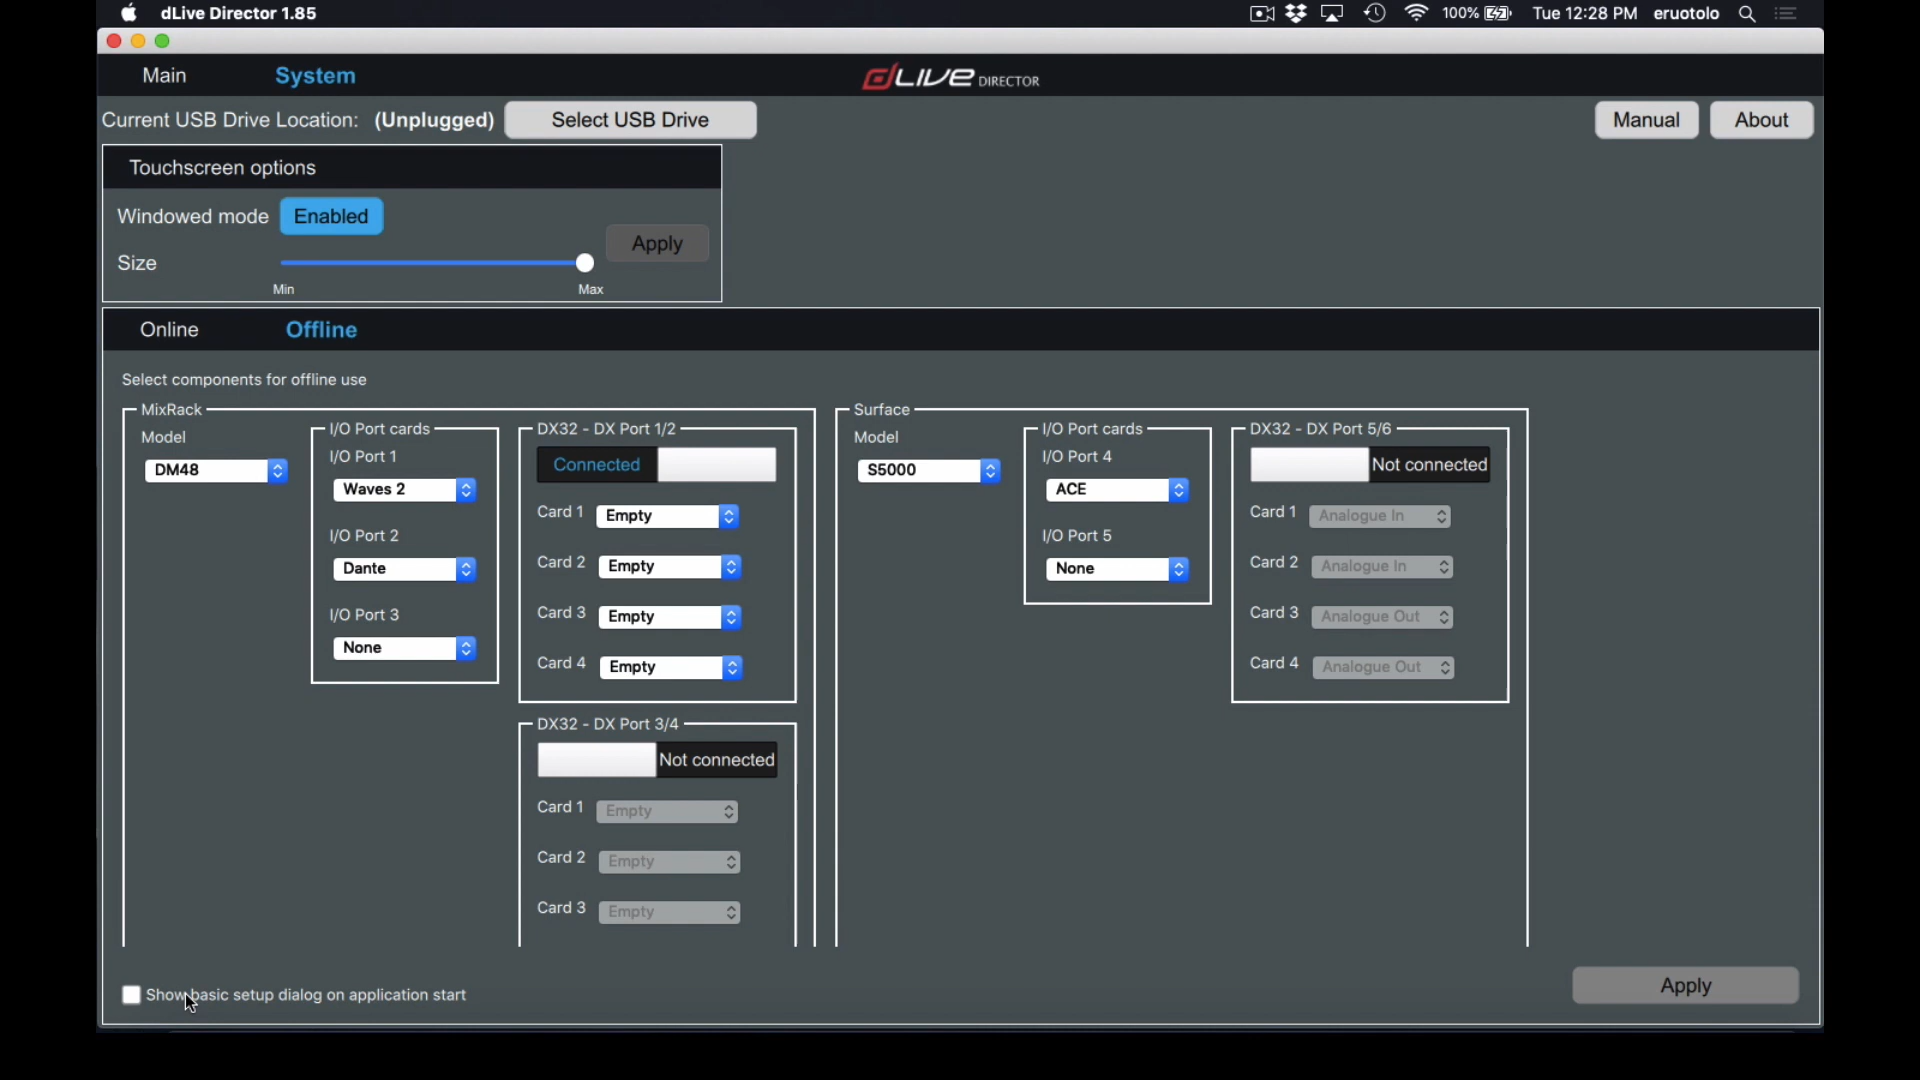 dLive Director 1.85
100%
Tue 12:28 PM
eruotolo
Main
System
dLIVE DIRECTOR
Current USB Drive Location: (Unplugged)
Select USB Drive
Manual
About
Touchscreen options
Windowed mode
Enabled
Apply
Size
Min
Max
Online
Offline
Select components for offline use
MixRack
Model
DM48
I/O Port cards
I/O Port 1
Waves 2
I/O Port 2
Dante
I/O Port 3
None
DX32 - DX Port 1/2
Connected
Card 1 Empty
Card 2 Empty
Card 3 Empty
Card 4 Empty
DX32 - DX Port 3/4
Not connected
Card 1 Empty
Card 2 Empty
Card 3 Empty
Surface
Model
S5000
I/O Port cards
I/O Port 4
ACE
I/O Port 5
None
DX32 - DX Port 5/6
Not connected
Card 1 Analogue In
Card 2 Analogue In
Card 3 Analogue Out
Card 4 Analogue Out
Show basic setup dialog on application start
Apply